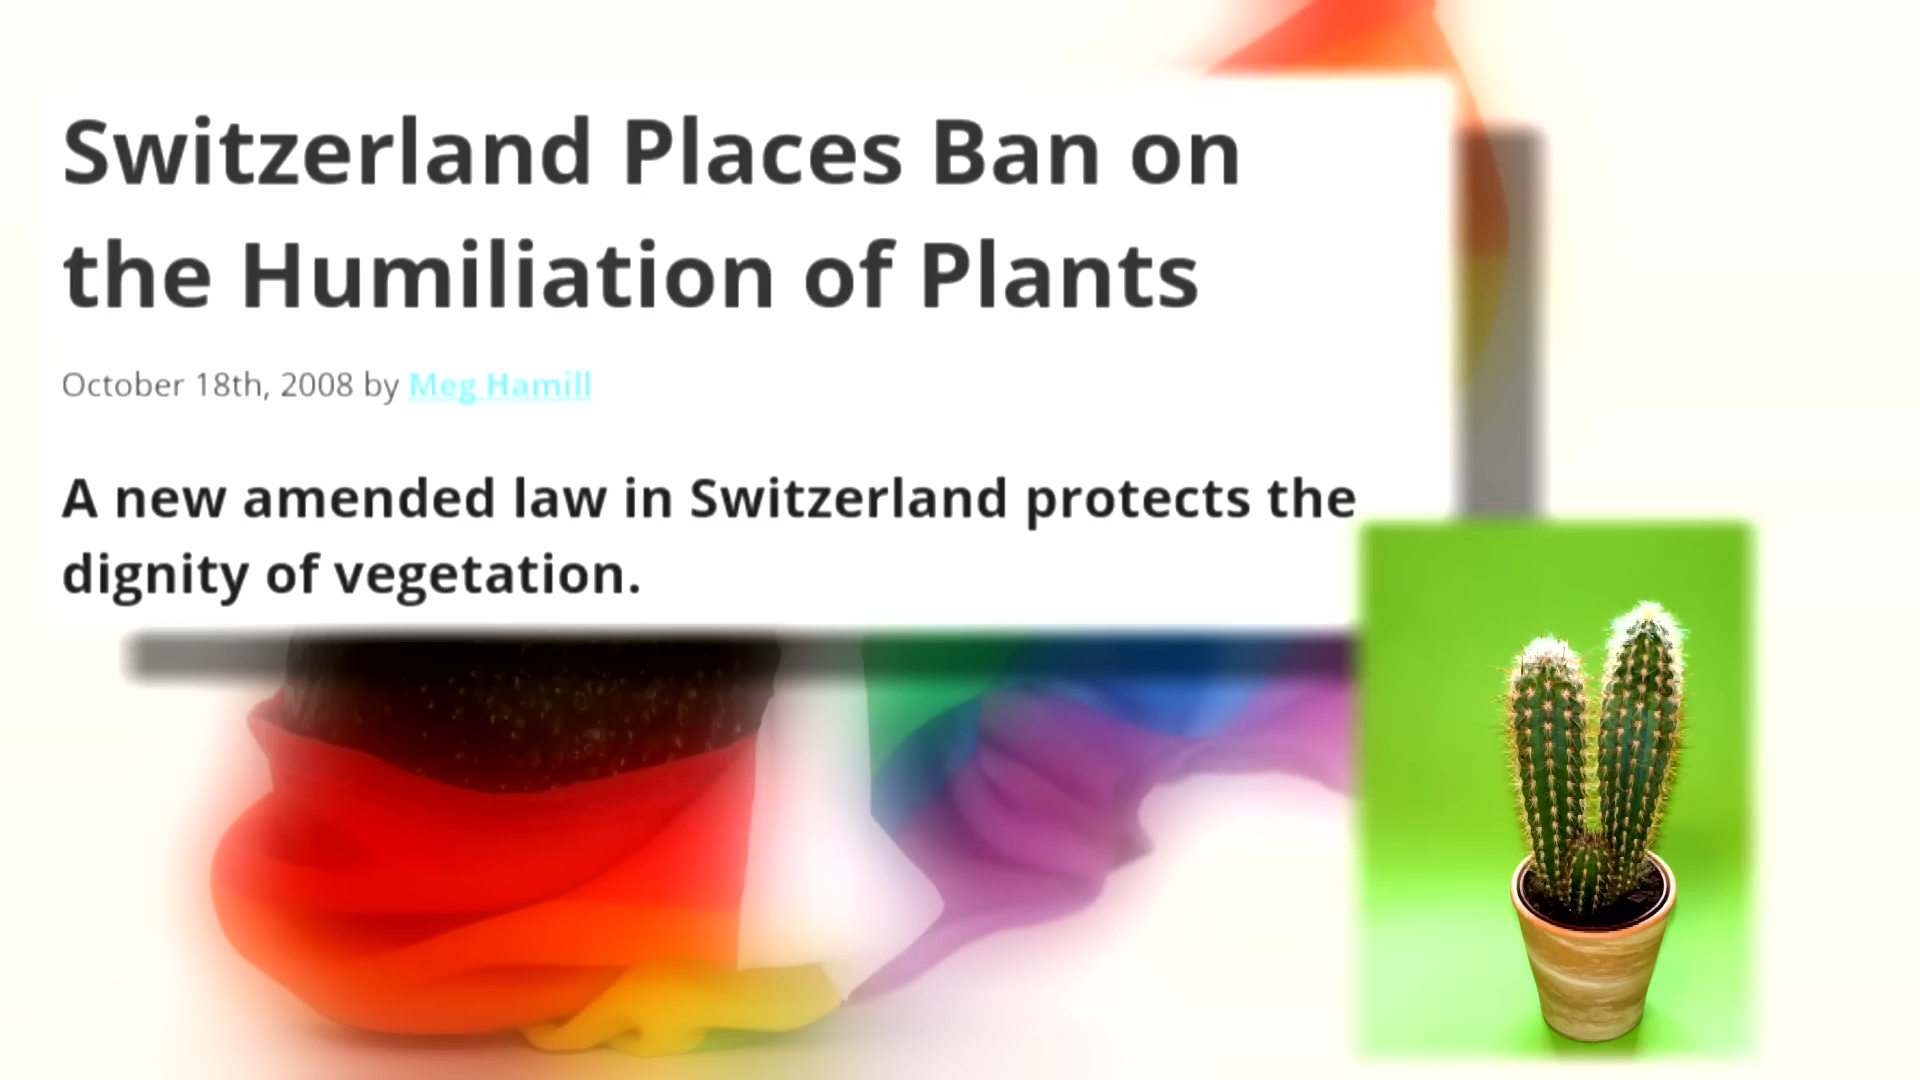 Switzerland Places Ban on
the Humiliation of Plants
October 18th, 2008 by Meg Hamill
A new amended law in Switzerland protects the
dignity of vegetation.